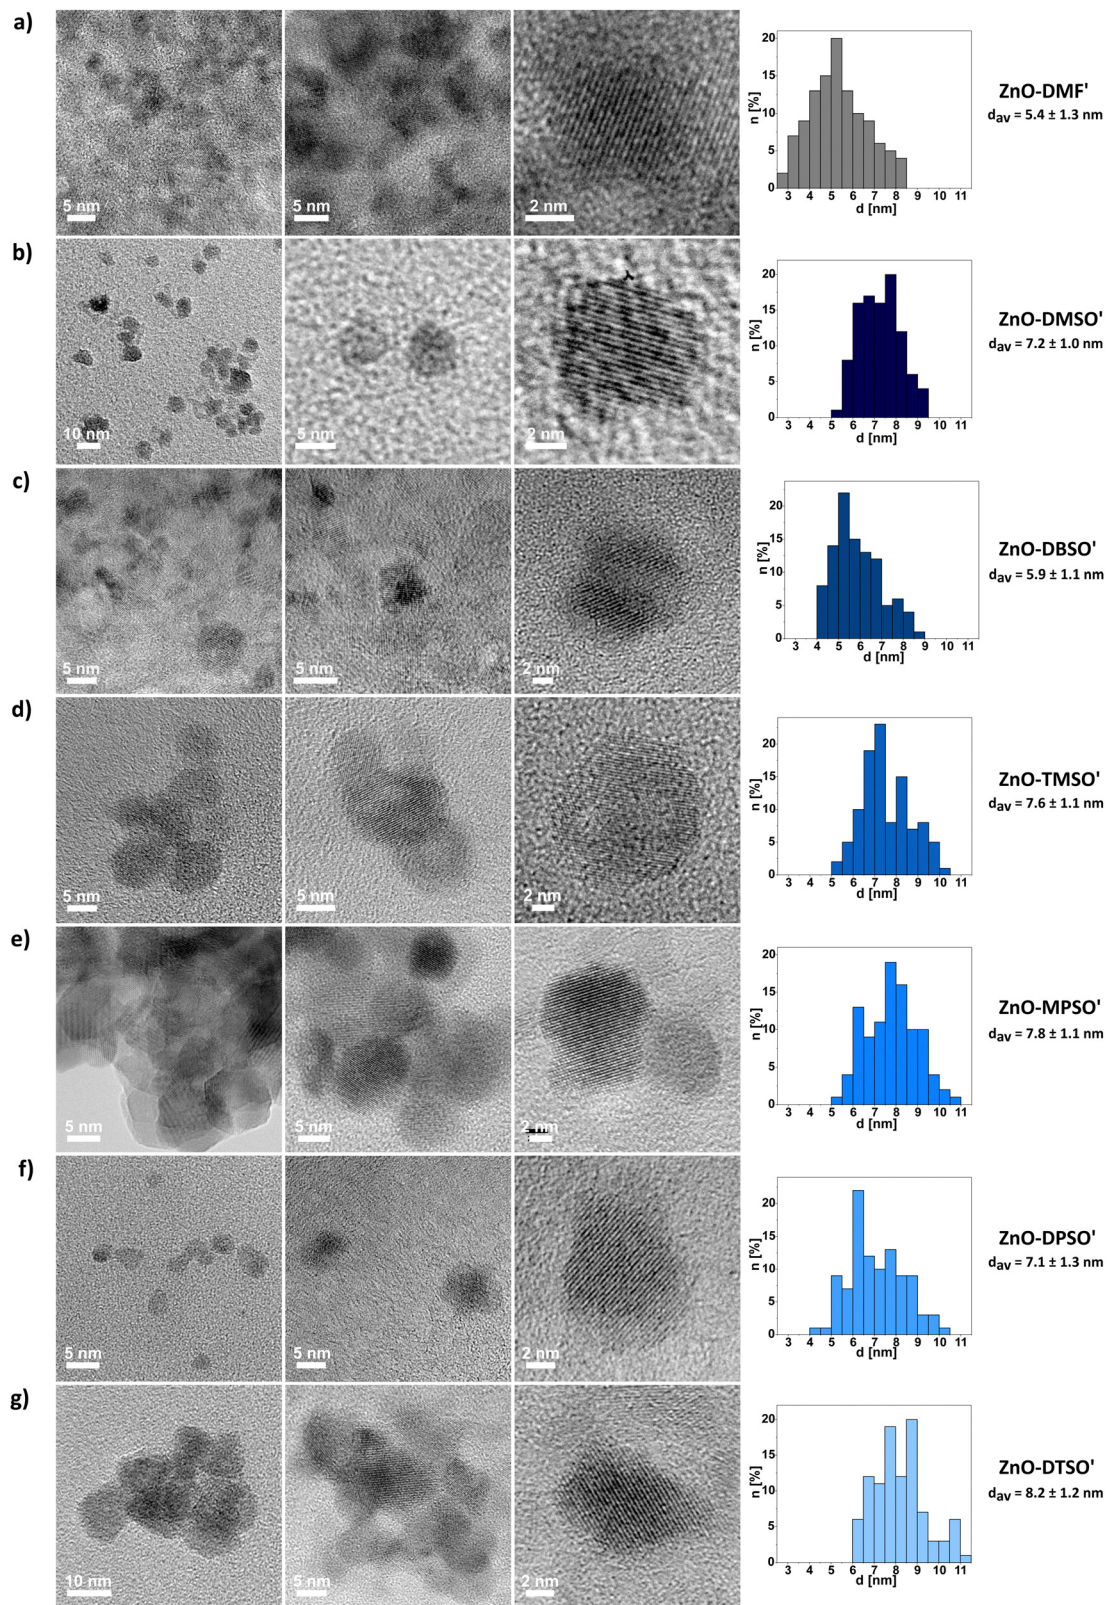 a)
5 nm
5 nm
2 nm
n [%]
20
15
10
5
0
3 4 5 6 7 8 9 10 11
d [nm]
ZnO-DMF'
dav = 5.4 ± 1.3 nm
b)
10 nm
5 nm
2 nm
n [%]
20
15
10
5
0
3 4 5 6 7 8 9 10 11
d [nm]
ZnO-DMSO'
dav = 7.2 ± 1.0 nm
c)
5 nm
5 nm
2 nm
n [%]
20
15
10
5
0
3 4 5 6 7 8 9 10 11
d [nm]
ZnO-DBSO'
dav = 5.9 ± 1.1 nm
d)
5 nm
5 nm
2 nm
n [%]
20
15
10
5
0
3 4 5 6 7 8 9 10 11
d [nm]
ZnO-TMSO'
dav = 7.6 ± 1.1 nm
e)
5 nm
5 nm
2 nm
n [%]
20
15
10
5
0
3 4 5 6 7 8 9 10 11
d [nm]
ZnO-MPSO'
dav = 7.8 ± 1.1 nm
f)
5 nm
5 nm
2 nm
n [%]
20
15
10
5
0
3 4 5 6 7 8 9 10 11
d [nm]
ZnO-DPSO'
dav = 7.1 ± 1.3 nm
g)
10 nm
5 nm
2 nm
n [%]
20
15
10
5
0
3 4 5 6 7 8 9 10 11
d [nm]
ZnO-DTSO'
dav = 8.2 ± 1.2 nm